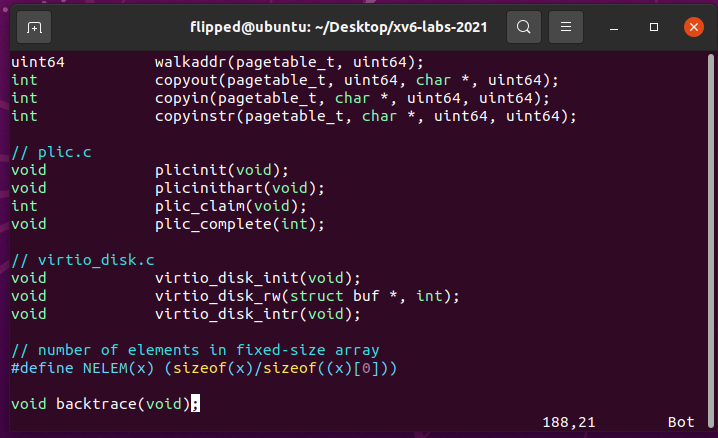 flipped@ubuntu: ~/Desktop/xv6-labs-2021
uint64          walkaddr(pagetable_t, uint64);
int             copyout(pagetable_t, uint64, char *, uint64);
int             copyin(pagetable_t, char *, uint64, uint64);
int             copyinstr(pagetable_t, char *, uint64, uint64);
// plic.c
void            plicinit(void);
void            plicinithart(void);
int             plic_claim(void);
void            plic_complete(int);
// virtio_disk.c
void            virtio_disk_init(void);
void            virtio_disk_rw(struct buf *, int);
void            virtio_disk_intr(void);
// number of elements in fixed-size array
#define NELEM(x) (sizeof(x)/sizeof((x)[0]))
void backtrace(void);
188,21          Bot